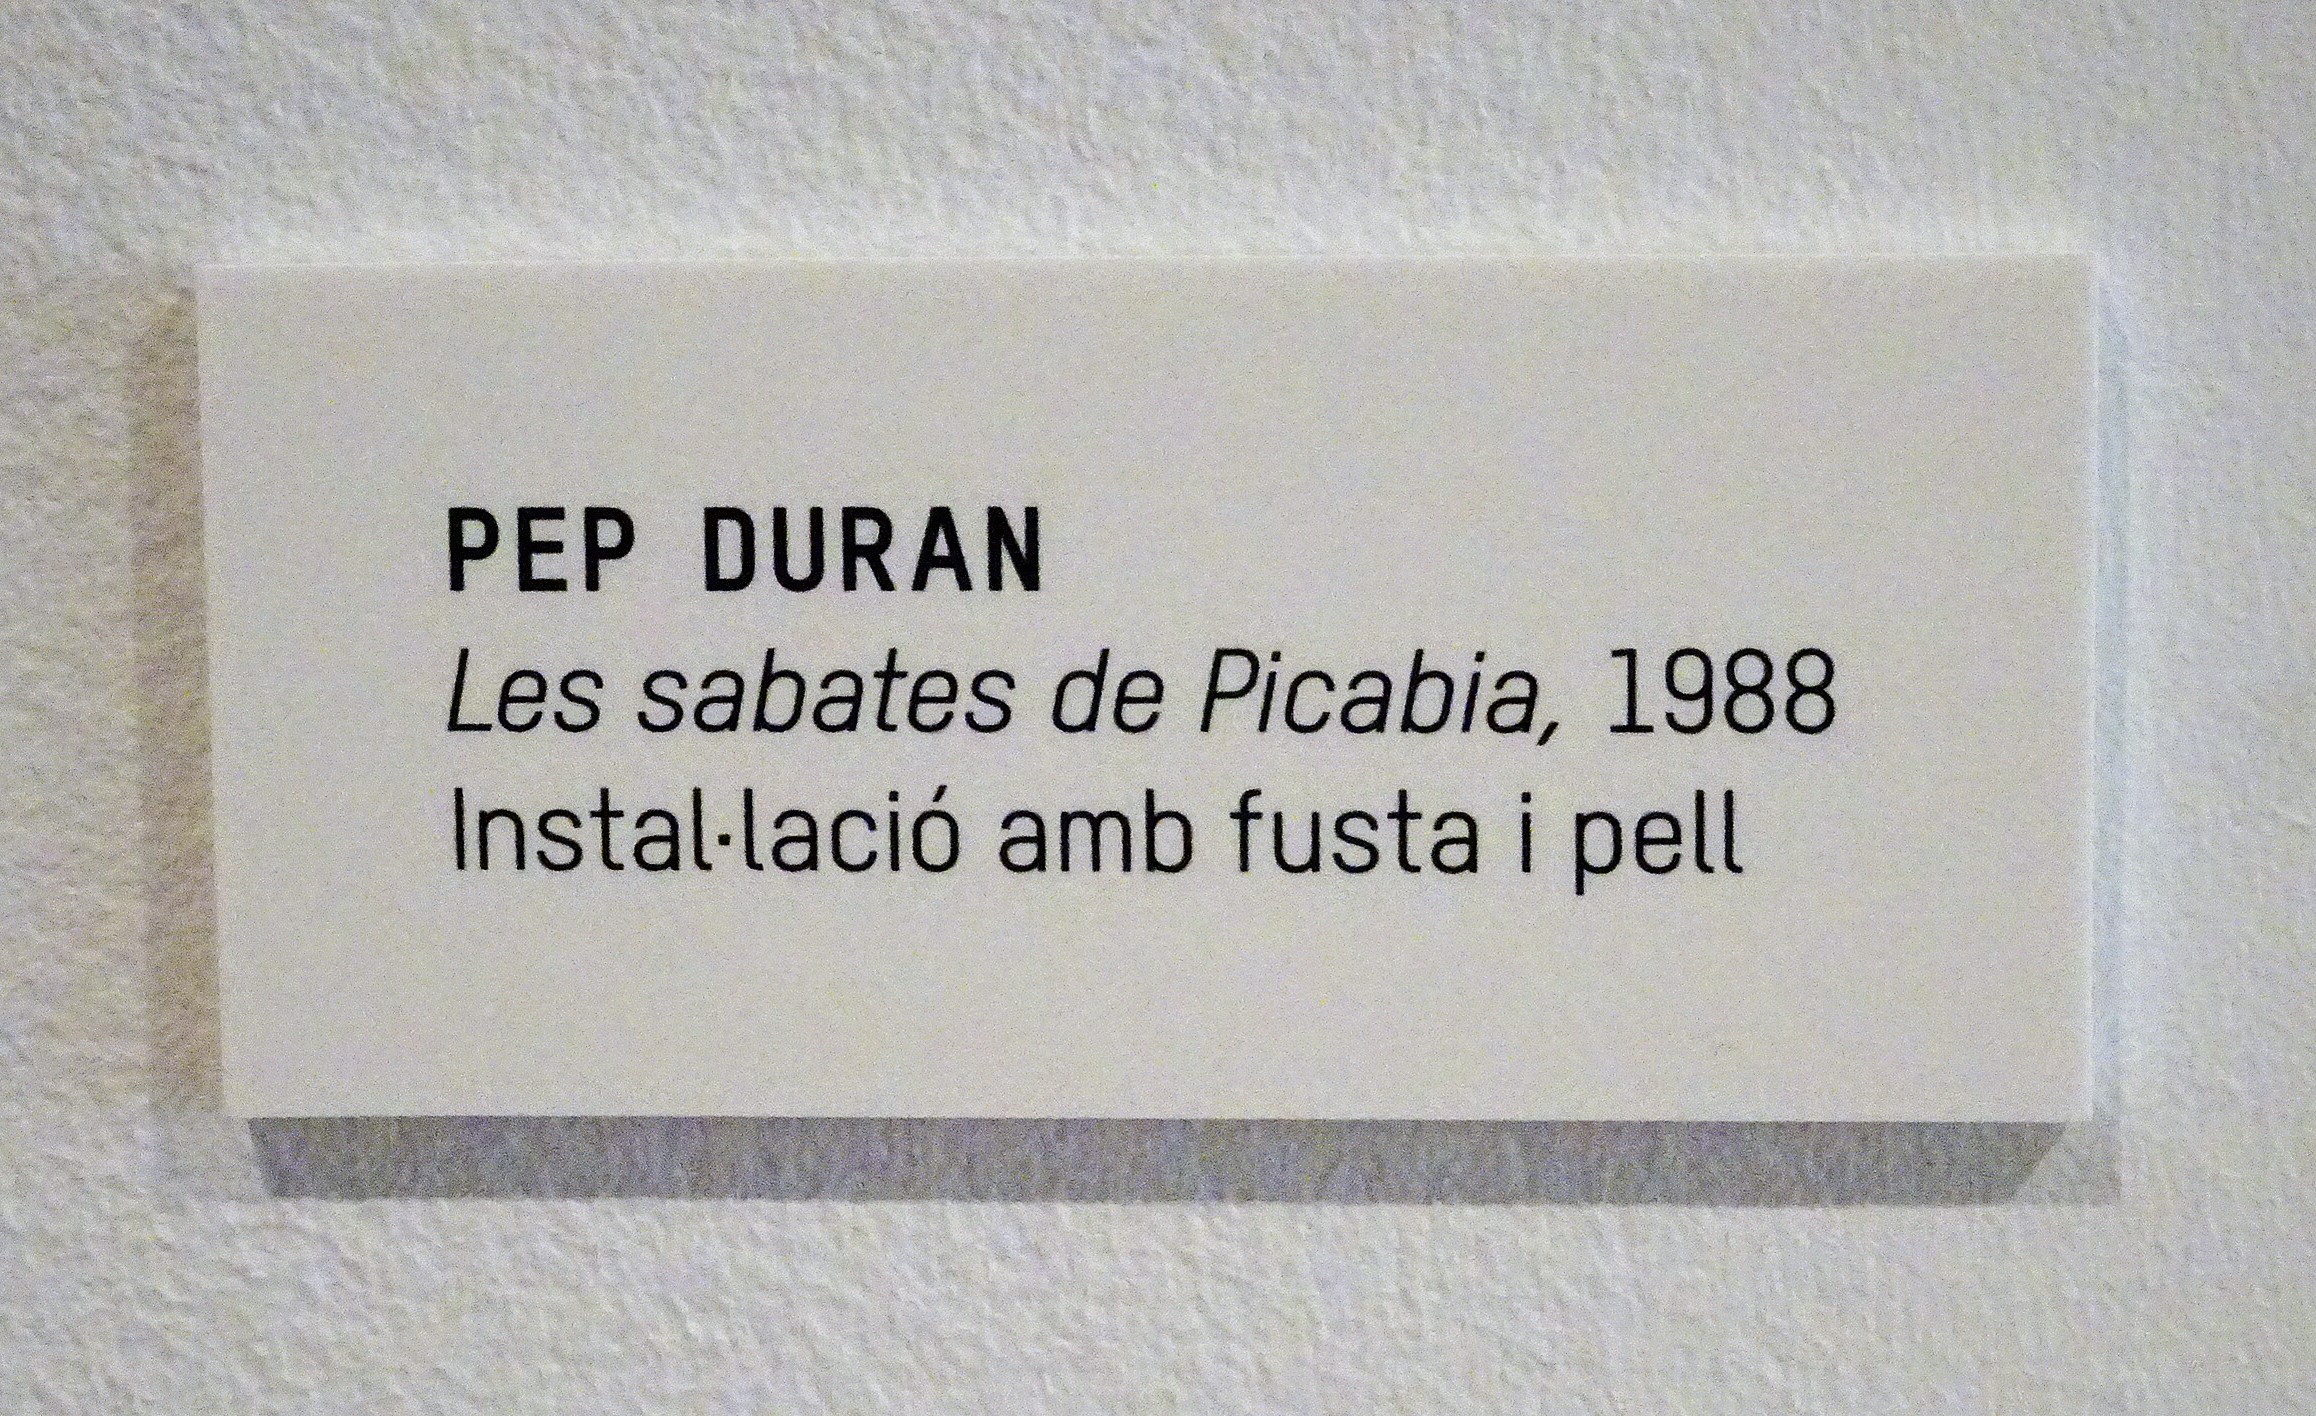 PEP DURAN
Les sabates de Picabia, 1988
Instal·lació amb fusta i pell